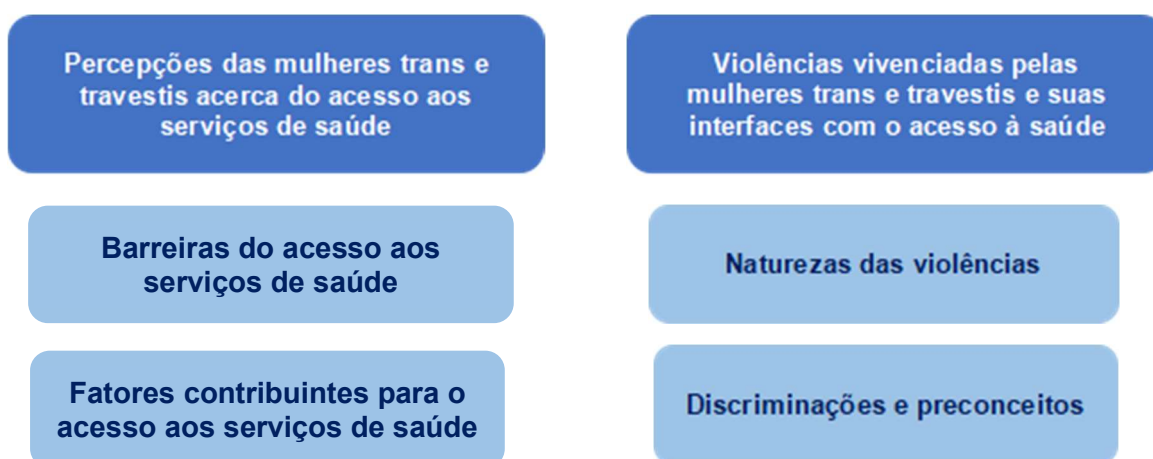 Percepções das mulheres trans e
travestis acerca do acesso aos
serviços de saúde
Barreiras do acesso aos
serviços de saúde
Fatores contribuintes para o
acesso aos serviços de saúde
Violências vivenciadas pelas
mulheres trans e travestis e suas
interfaces com o acesso à saúde
Naturezas das violências
Discriminações e preconceitos